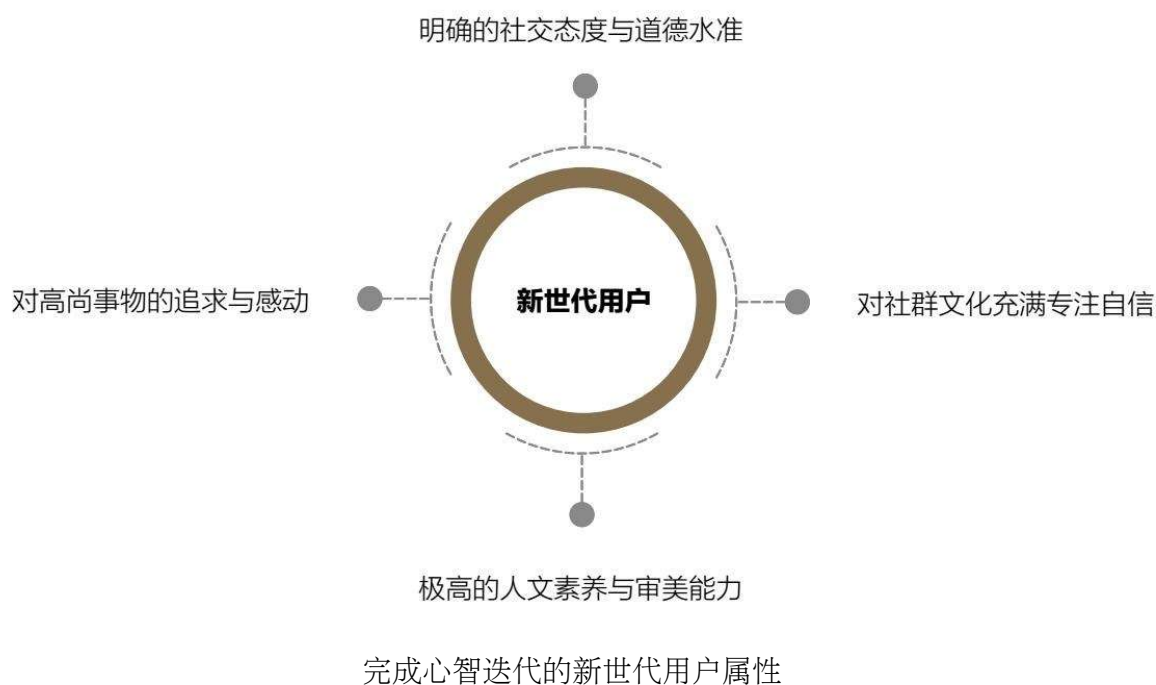 明确的社交态度与道德水准
对高尚事物的追求与感动
新世代用户
对社群文化充满专注自信
极高的人文素养与审美能力
完成心智迭代的新世代用户属性